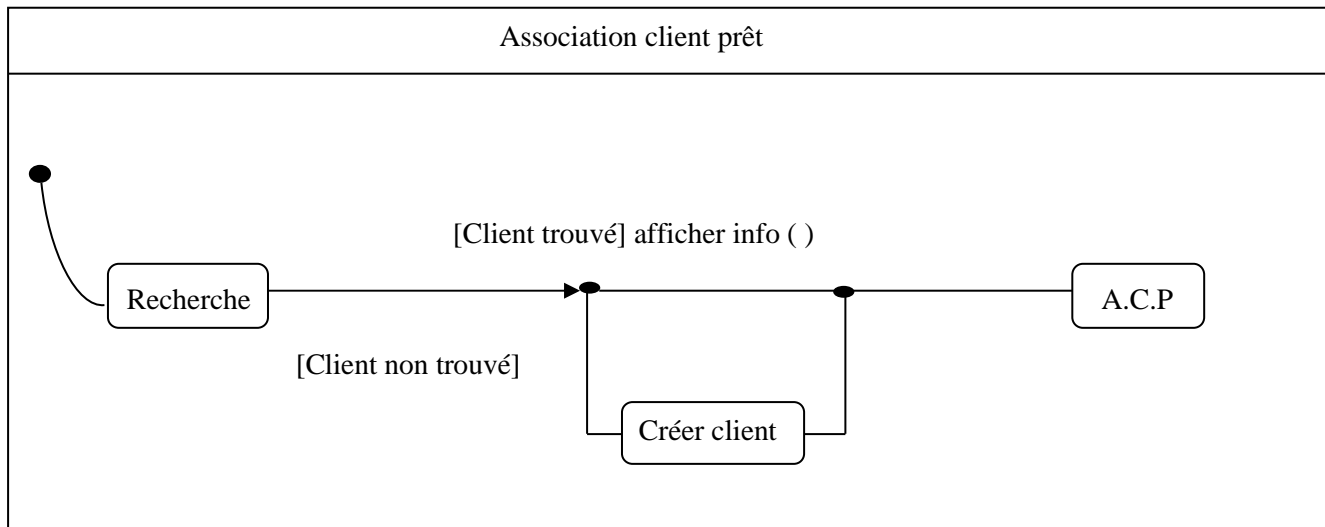 Association client prêt
[Client trouvé] afficher info ( )
Recherche
A.C.P
[Client non trouvé]
Créer client